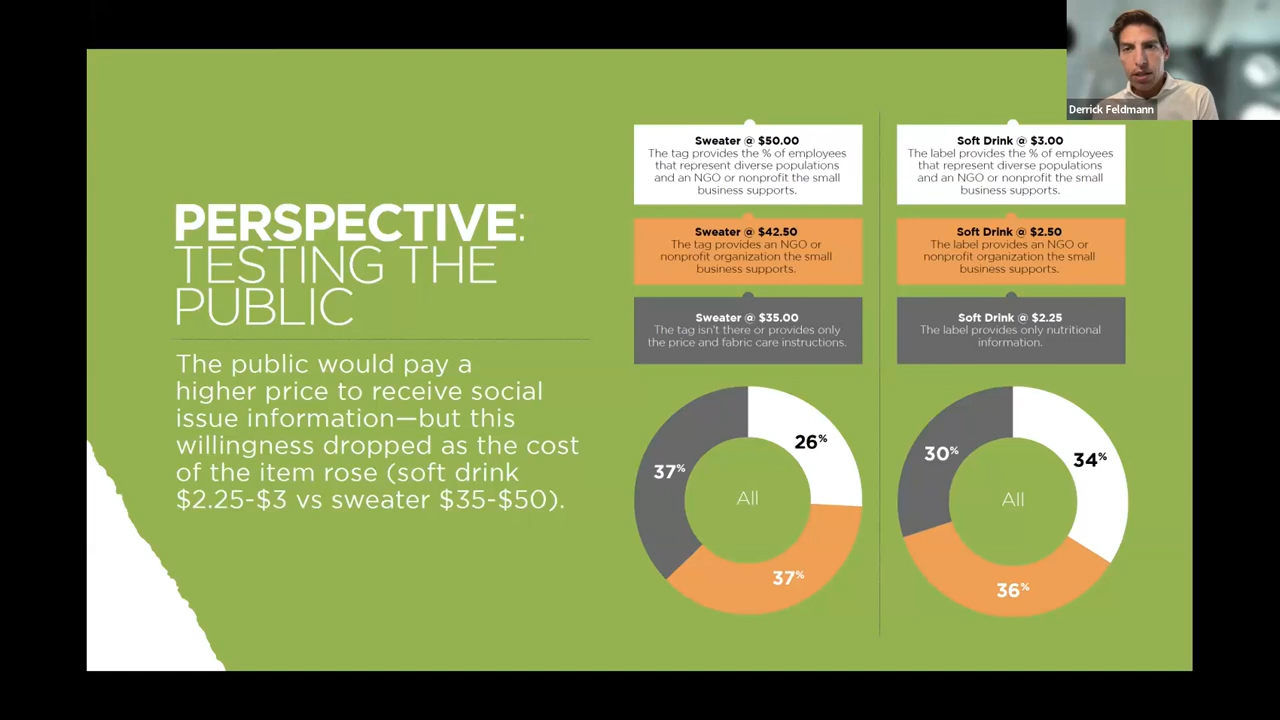 Derrick Feldmann
PERSPECTIVE:
TESTING THE
PUBLIC
The public would pay a
higher price to receive social
issue information—but this
willingness dropped as the cost
of the item rose (soft drink
$2.25-$3 vs sweater $35-$50).
Sweater @ $50.00
The tag provides the % of employees
that represent diverse populations
and an NGO or nonprofit the small
business supports.
Sweater @ $42.50
The tag provides an NGO or
nonprofit organization the small
business supports.
Sweater @ $35.00
The tag isn't there or provides only
the price and fabric care instructions.
26%
37%
37%
All
Soft Drink @ $3.00
The label provides the % of employees
that represent diverse populations
and an NGO or nonprofit the small
business supports.
Soft Drink @ $2.50
The label provides an NGO or
nonprofit organization the small
business supports.
Soft Drink @ $2.25
The label provides only nutritional
information.
30%
34%
36%
All